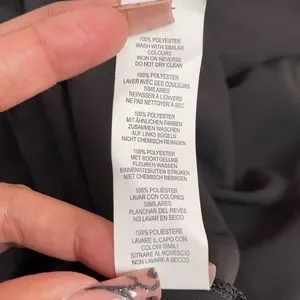 100% POLYESTER
WASH WITH SIMILAR
COLOURS
IRON ON REVERSE
DO NOT DRY CLEAN
100% POLYESTER
LAVER AVEC DES COULEURS
SIMILAIRES
REPASSER À L'ENVERS
NE PAS NETTOYER À SEC
100% POLYESTER
MIT ÄHNLICHEN FARBEN
ZUSAMMEN WASCHEN
AUF LINKS BÜGELN
NICHT CHEMISCH REINIGEN
100% POLYESTER
MET SOORTGELIJKE
KLEUREN WASSEN
BINNENSTEBUTEN STRIJKEN
NIET CHEMISCH REINIGEN
100% POLIÉSTER
LAVAR CON COLORES
SIMILARES
PLANCHAR DEL REVÉS
NO LAVAR EN SECO
100% POLIESTERE
LAVARE IL CAPO CON
COLORI SIMILI
STIRARE AL ROVESCIO
NON LAVARE A SECCO